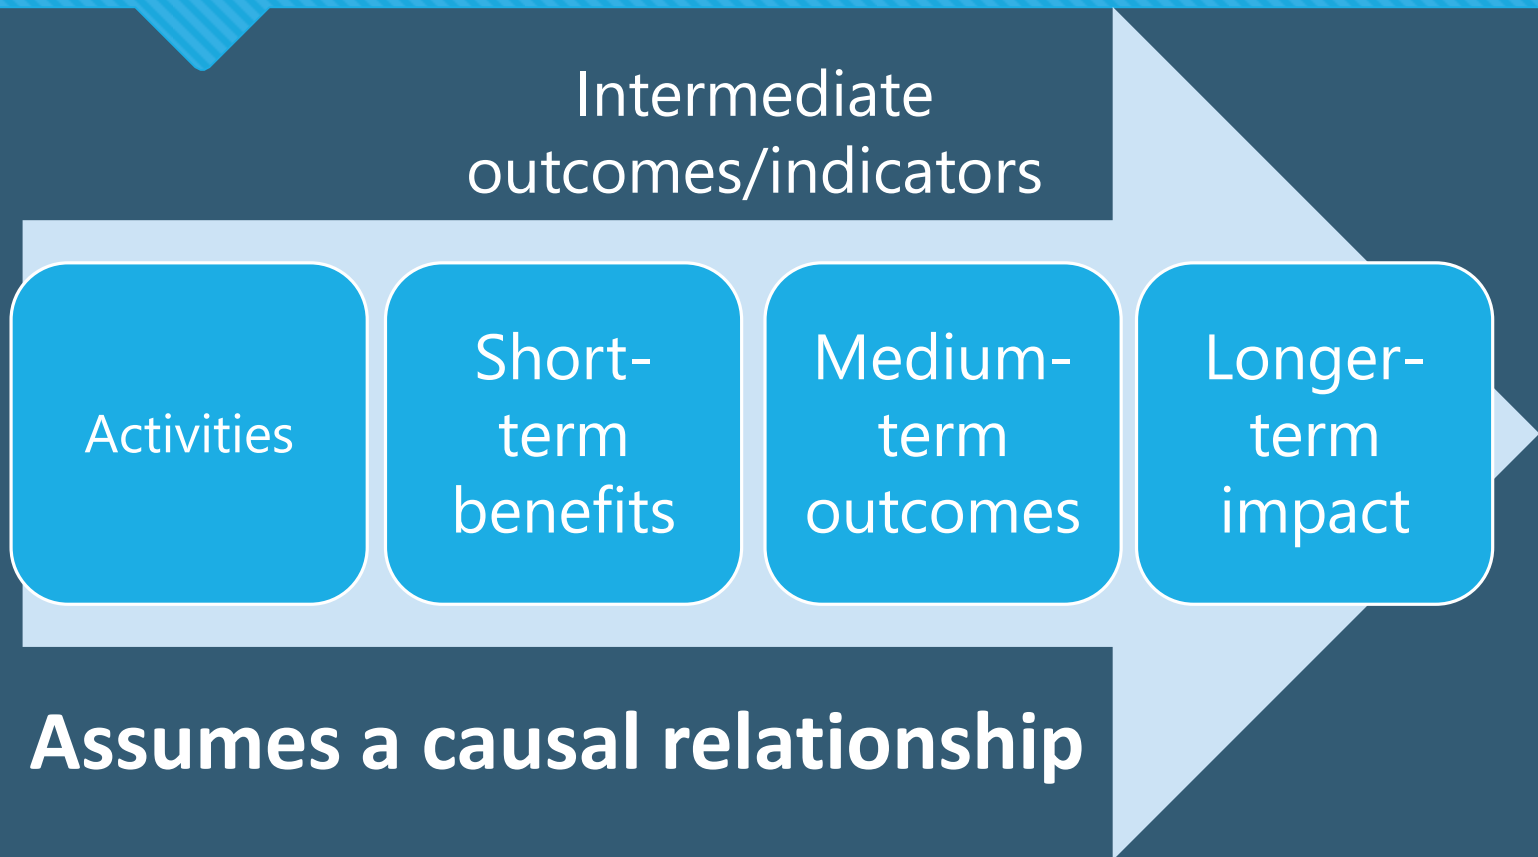 Intermediate
outcomes/indicators
Activities
Short-
term
benefits
Medium-
term
outcomes
Longer-
term
impact
Assumes a causal relationship